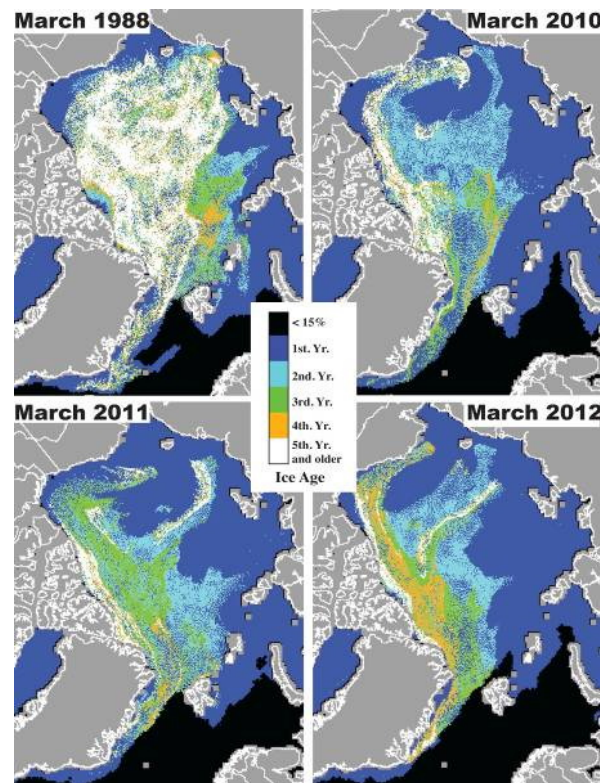 March 1988
March 2010
< 15%
1st. Yr.
2nd. Yr.
3rd. Yr.
4th. Yr.
5th. Yr.
and older
Ice Age
March 2011
March 2012